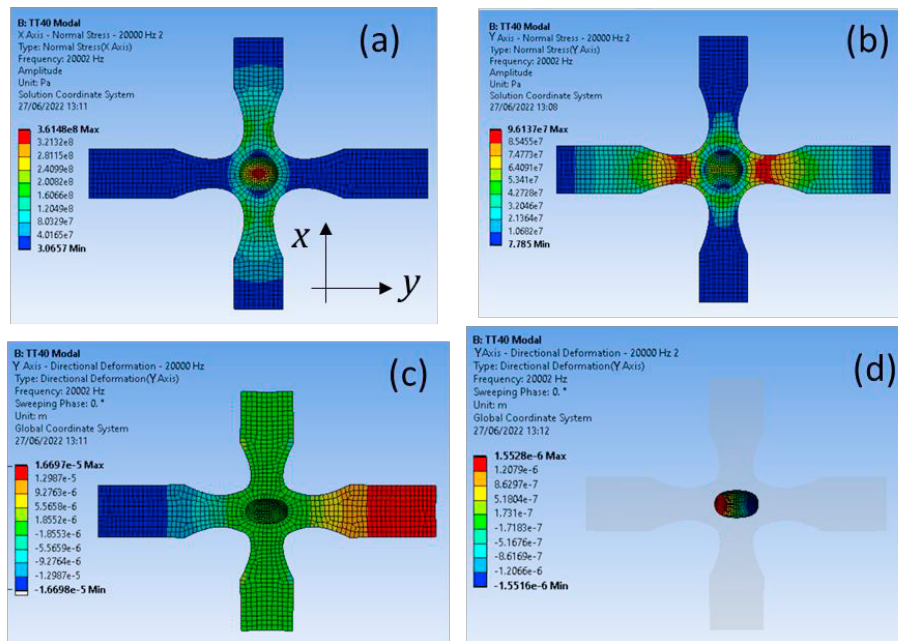 B: TT40 Modal
X Axis - Normal Stress - 20000 Hz 2
Type: Normal Stress(X Axis)
Frequency: 20002 Hz
Amplitude
Unit: Pa
Solution Coordinate System
27/06/2022 13:11
(a)
3.6148e8 Max
3.2132e8
2.8115e8
2.4099e8
2.0082e8
1.6066e8
1.2049e8
8.0329e7
4.0165e7
3.0657 Min
x
y
B: TT40 Modal
Y Axis - Normal Stress - 20000 Hz 2
Type: Normal Stress(Y Axis)
Frequency: 20002 Hz
Amplitude
Unit: Pa
Solution Coordinate System
27/06/2022 13:08
(b)
9.6137e7 Max
8.5455e7
7.4773e7
6.4091e7
5.341e7
4.2728e7
3.2046e7
2.1364e7
1.0682e7
7.785 Min
B: TT40 Modal
Y Axis - Directional Deformation - 20000 Hz
Type: Directional Deformation(Y Axis)
Frequency: 20002 Hz
Sweeping Phase: 0. °
Unit: m
Global Coordinate System
27/06/2022 13:11
(c)
1.6697e-5 Max
1.2987e-5
9.2763e-6
5.5658e-6
1.8552e-6
-1.8553e-6
-5.5659e-6
-9.2764e-6
-1.2987e-5
-1.6698e-5 Min
B: TT40 Modal
Y Axis - Directional Deformation - 20000 Hz 2
Type: Directional Deformation(Y Axis)
Frequency: 20002 Hz
Sweeping Phase: 0. °
Unit: m
Global Coordinate System
27/06/2022 13:12
(d)
1.5528e-6 Max
1.2079e-6
8.6297e-7
5.1804e-7
1.731e-7
-1.7183e-7
-5.1676e-7
-8.6169e-7
-1.2066e-6
-1.5516e-6 Min